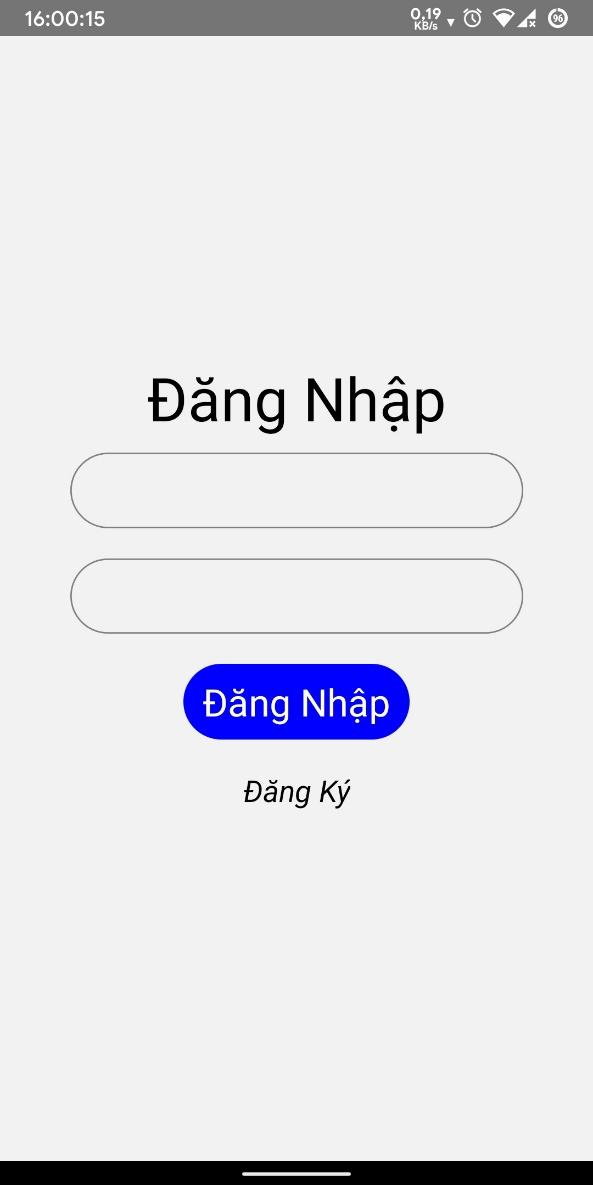 16:00:15
0,19
KB/s
96
Đăng Nhập
Đăng Nhập
Đăng Ký